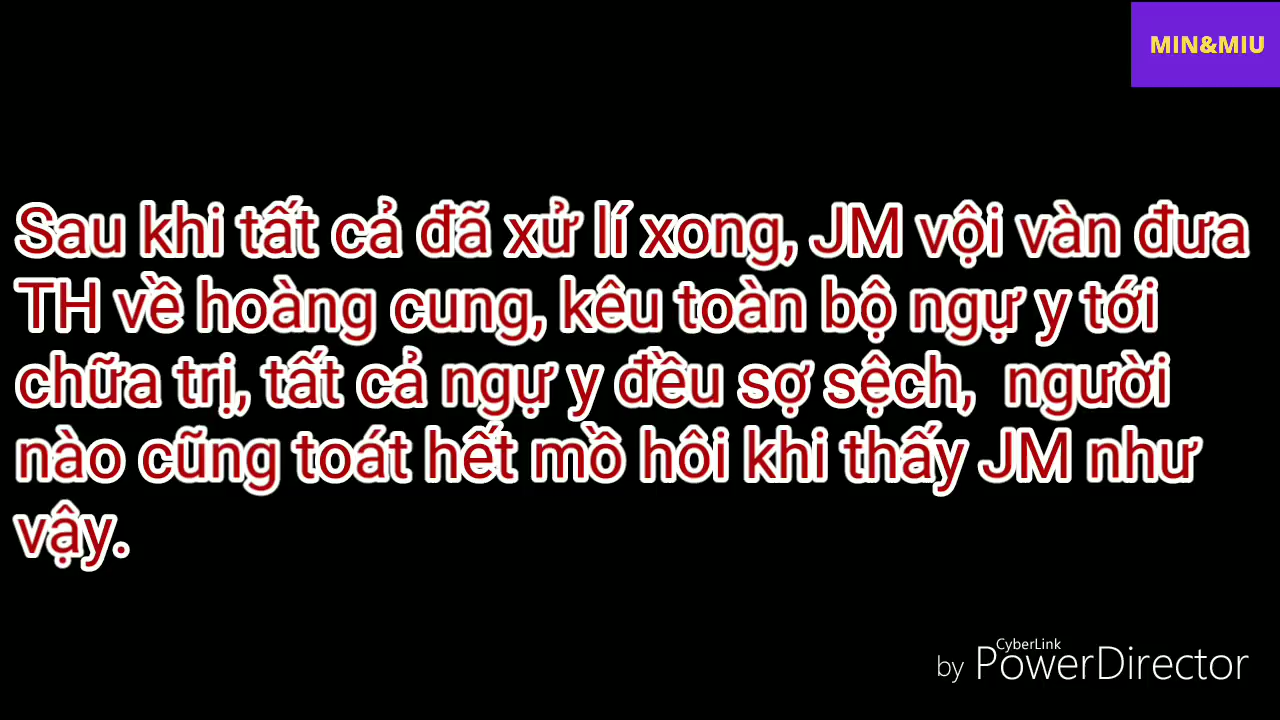 MIN&MIU
Sau khi tất cả đã xử lí xong, JM vội vàn đưa
TH về hoàng cung, kêu toàn bộ ngự y tới
chữa trị, tất cả ngự y đều sợ sệch, người
nào cũng toát hết mồ hôi khi thấy JM như
vậy.
CyberLink
by PowerDirector